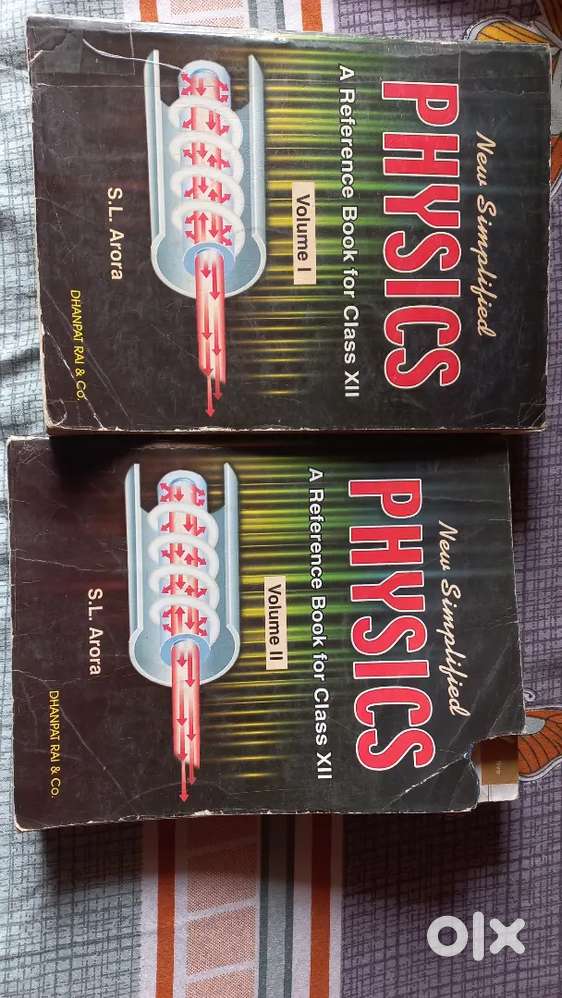 New Simplified
PHYSICS
A Reference Book for Class XII
Volume I
S.L. Arora
DHANPAT RAI & Co.
New Simplified
PHYSICS
A Reference Book for Class XII
Volume II
S.L. Arora
DHANPAT RAI & Co.
olx